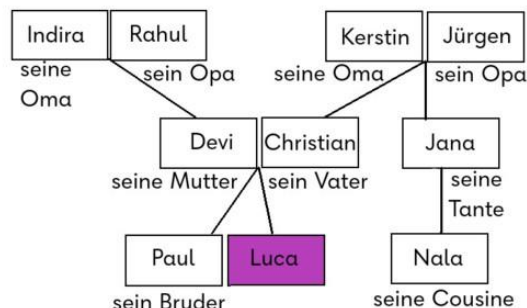 Indira Rahul Kerstin Jürgen
seine sein Opa seine Oma sein Opa
Oma
Devi Christian Jana
seine Mutter sein Vater seine
Tante
Paul Luca Nala
sein Bruder seine Cousine